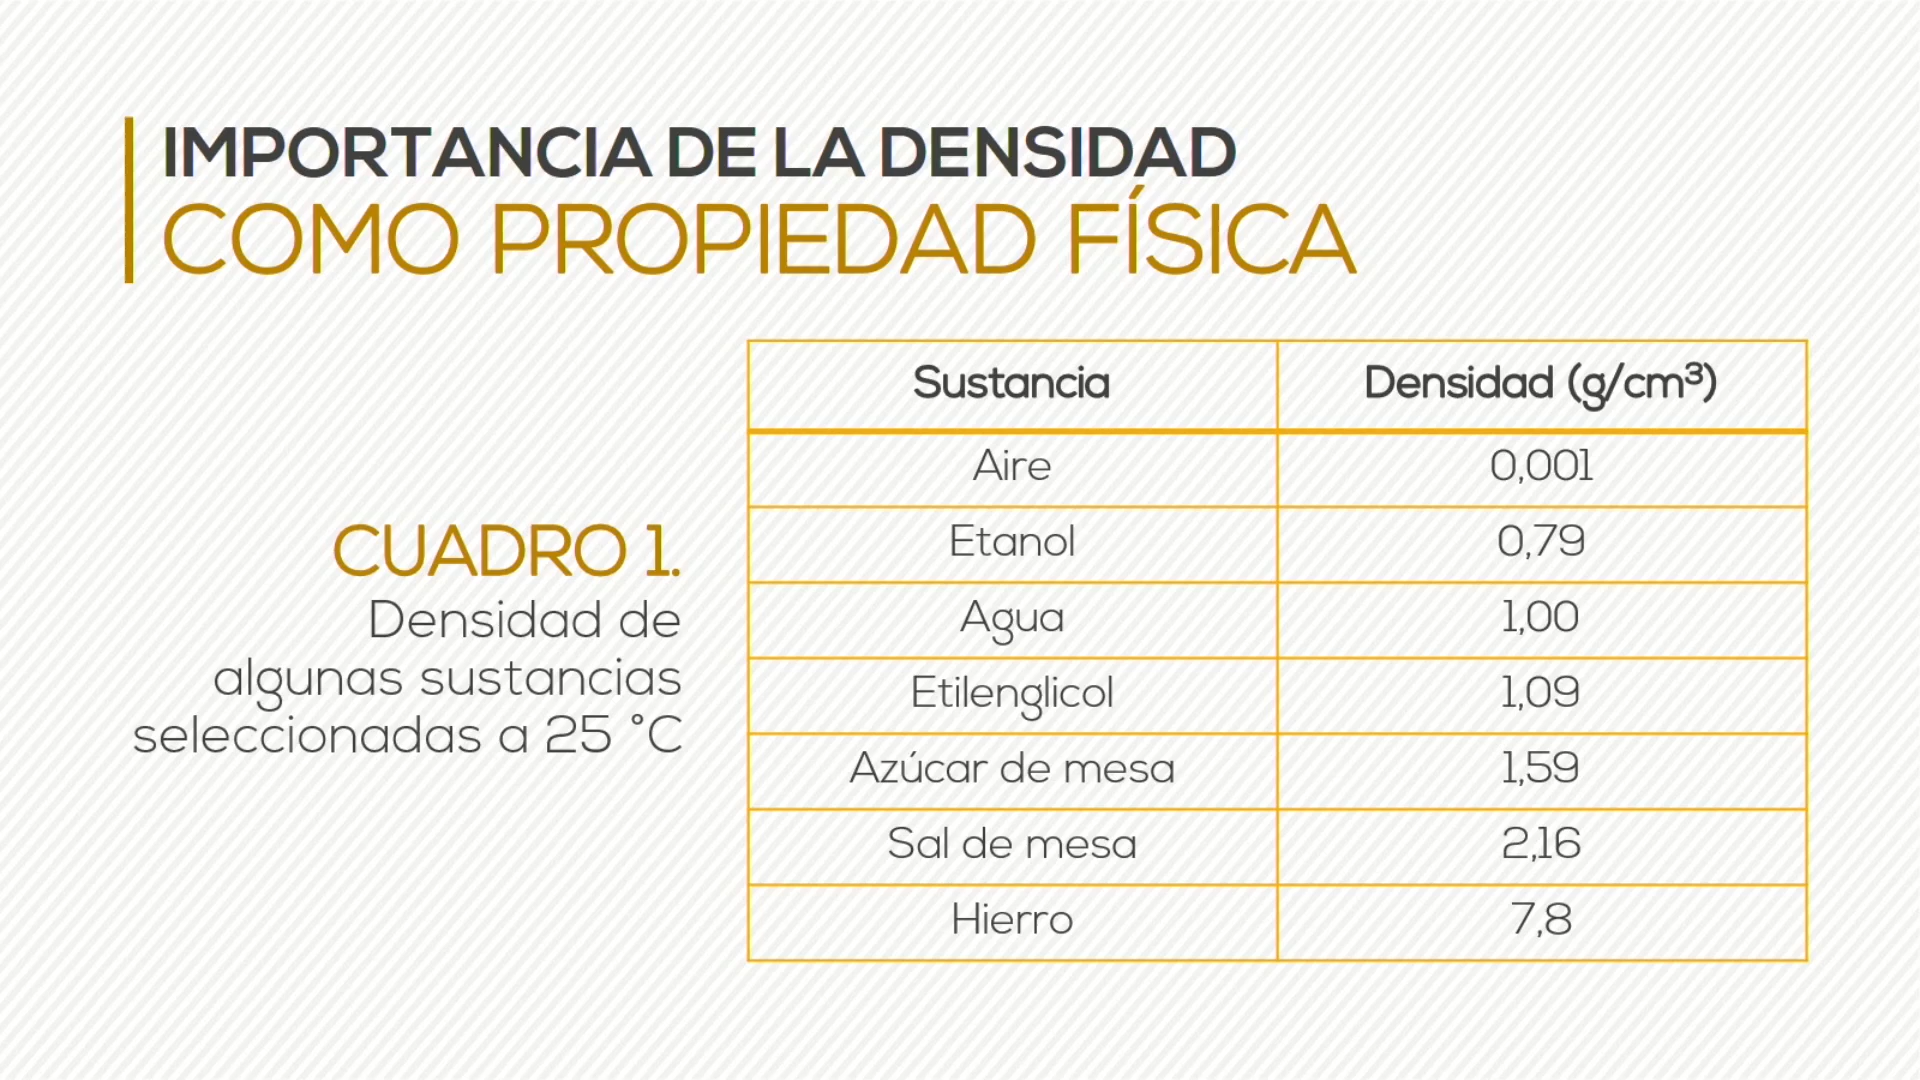 IMPORTANCIA DE LA DENSIDAD
COMO PROPIEDAD FÍSICA
CUADRO 1.
Densidad de
algunas sustancias
seleccionadas a 25 °C
Sustancia Densidad (g/cm³)
Aire 0,001
Etanol 0,79
Agua 1,00
Etilenglicol 1,09
Azúcar de mesa 1,59
Sal de mesa 2,16
Hierro 7,8